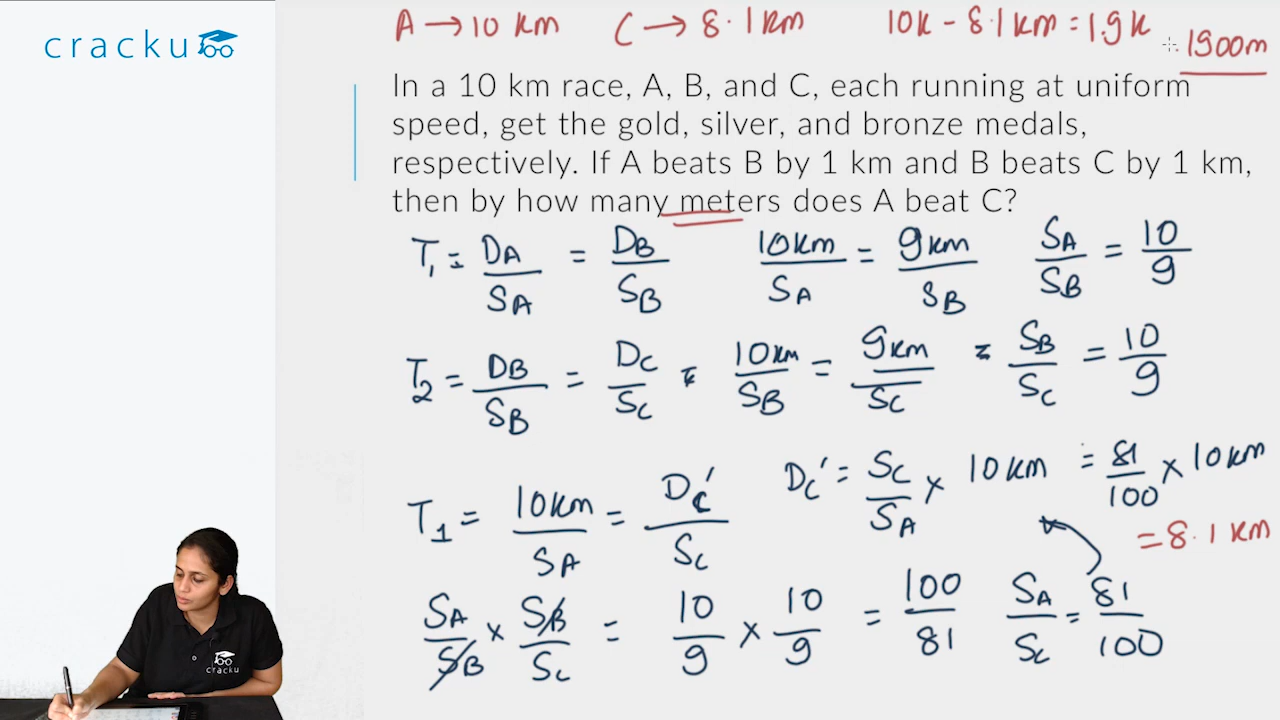 cracku
A → 10 km C → 8.1km 10k - 8.1km = 1.9k
1900m
In a 10 km race, A, B, and C, each running at uniform
speed, get the gold, silver, and bronze medals,
respectively. If A beats B by 1 km and B beats C by 1 km,
then by how many meters does A beat C?
T₁ = DA/SA = DB/SB 10km/SA = 9km/SB SA/SB = 10/9
T2 = DB/SB = DC/SC = 10km/SB = 9km/SC = SB/SC = 10/9
T1 = 10km/SA = DC'/SC DC' = SC/SA × 10km = 81/100 × 10km
= 8.1 km
SA/SB × SB/SC = 10/9 × 10/9 = 100/81 SA/SC = 81/100
cracku